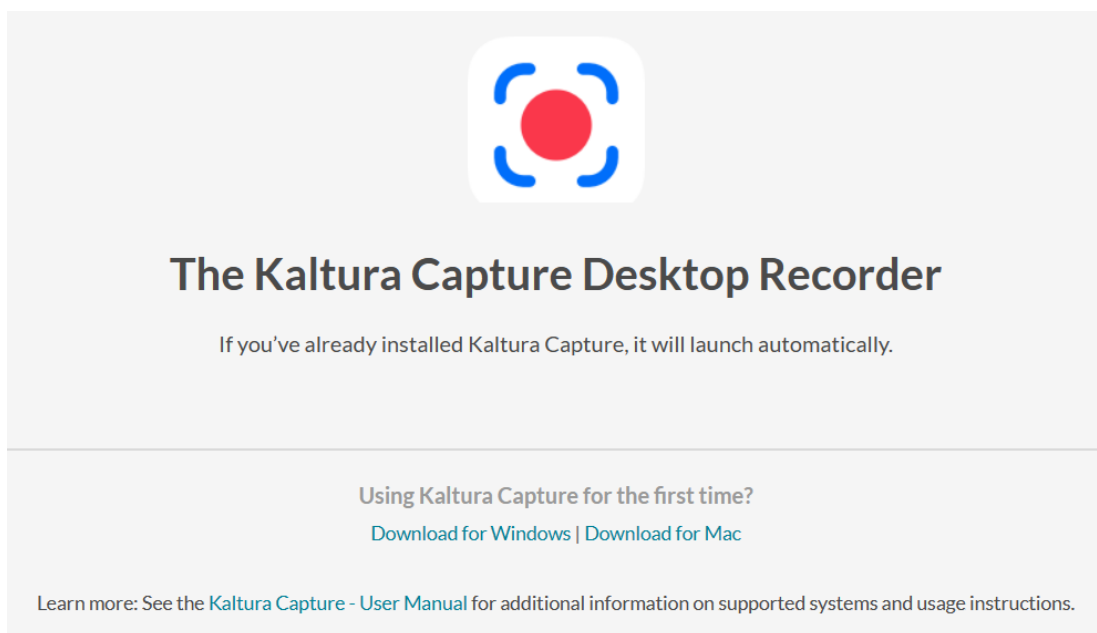 The Kaltura Capture Desktop Recorder
If you’ve already installed Kaltura Capture, it will launch automatically.
Using Kaltura Capture for the first time?
Download for Windows | Download for Mac
Learn more: See the Kaltura Capture - User Manual for additional information on supported systems and usage instructions.